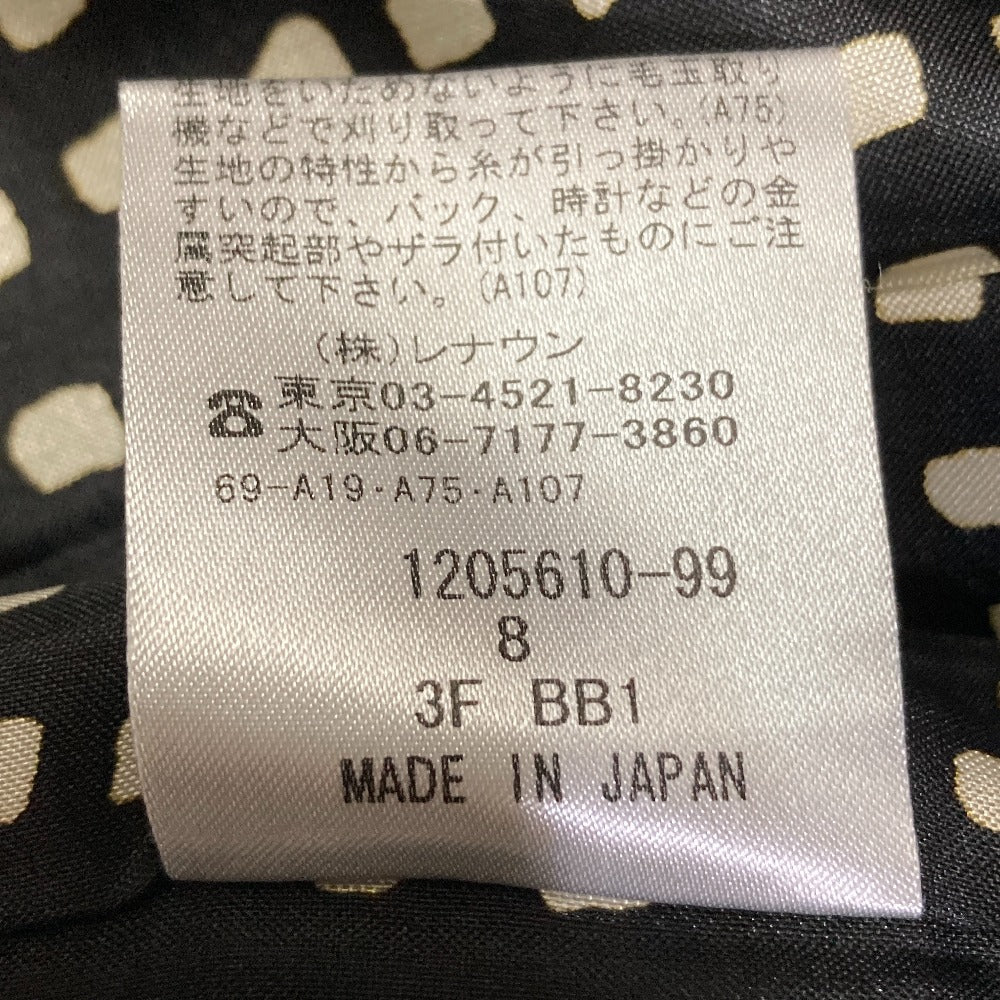 生地をいためないように毛玉取り
機などで刈り取って下さい。(A75)
生地の特性から糸が引っ掛かりや
すいので、バック、時計などの金
属突起部やザラ付いたものにご注
意して下さい。(A107)
(株)レナウン
☎東京03-4521-8230
大阪06-7177-3860
69-A19・A75・A107
1205610-99
8
3F BB1
MADE IN JAPAN